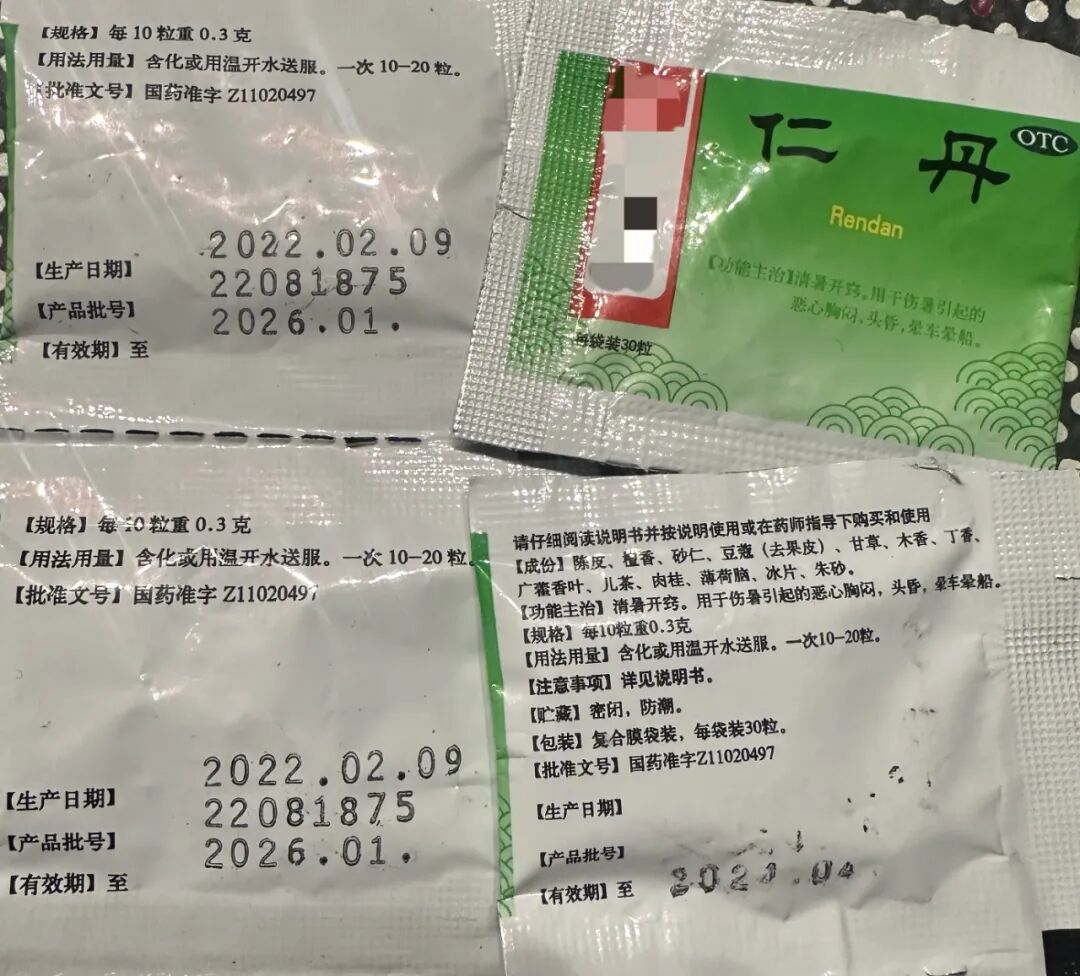 【规格】每10粒重0.3克
【用法用量】含化或用温开水送服。一次10-20粒。
【批准文号】国药准字Z11020497
2022.02.09
【生产日期】
22081875
【产品批号】
2026.01.
【有效期】至
仁丹
OTC
Rendan
【功能主治】清暑开窍。用于伤暑引起的
恶心胸闷,头昏,晕车晕船。
每袋装30粒
【规格】每10粒重0.3克
【用法用量】含化或用温开水送服。一次10-20粒。
【批准文号】国药准字Z11020497
2022.02.09
【生产日期】
22081875
【产品批号】
2026.01.
【有效期】至
请仔细阅读说明书并按说明使用或在药师指导下购买和使用
【成份】陈皮、檀香、砂仁、豆蔻(去果皮)、甘草、木香、丁香、
广藿香叶、儿茶、肉桂、薄荷脑、冰片、朱砂。
【功能主治】清暑开窍。用于伤暑引起的恶心胸闷,头昏,晕车晕船。
【规格】每10粒重0.3克
【用法用量】含化或用温开水送服。一次10-20粒。
【注意事项】详见说明书。
【贮藏】密闭,防潮。
【包装】复合膜袋装,每袋装30粒。
【批准文号】国药准字Z11020497
【生产日期】
【产品批号】
【有效期】至